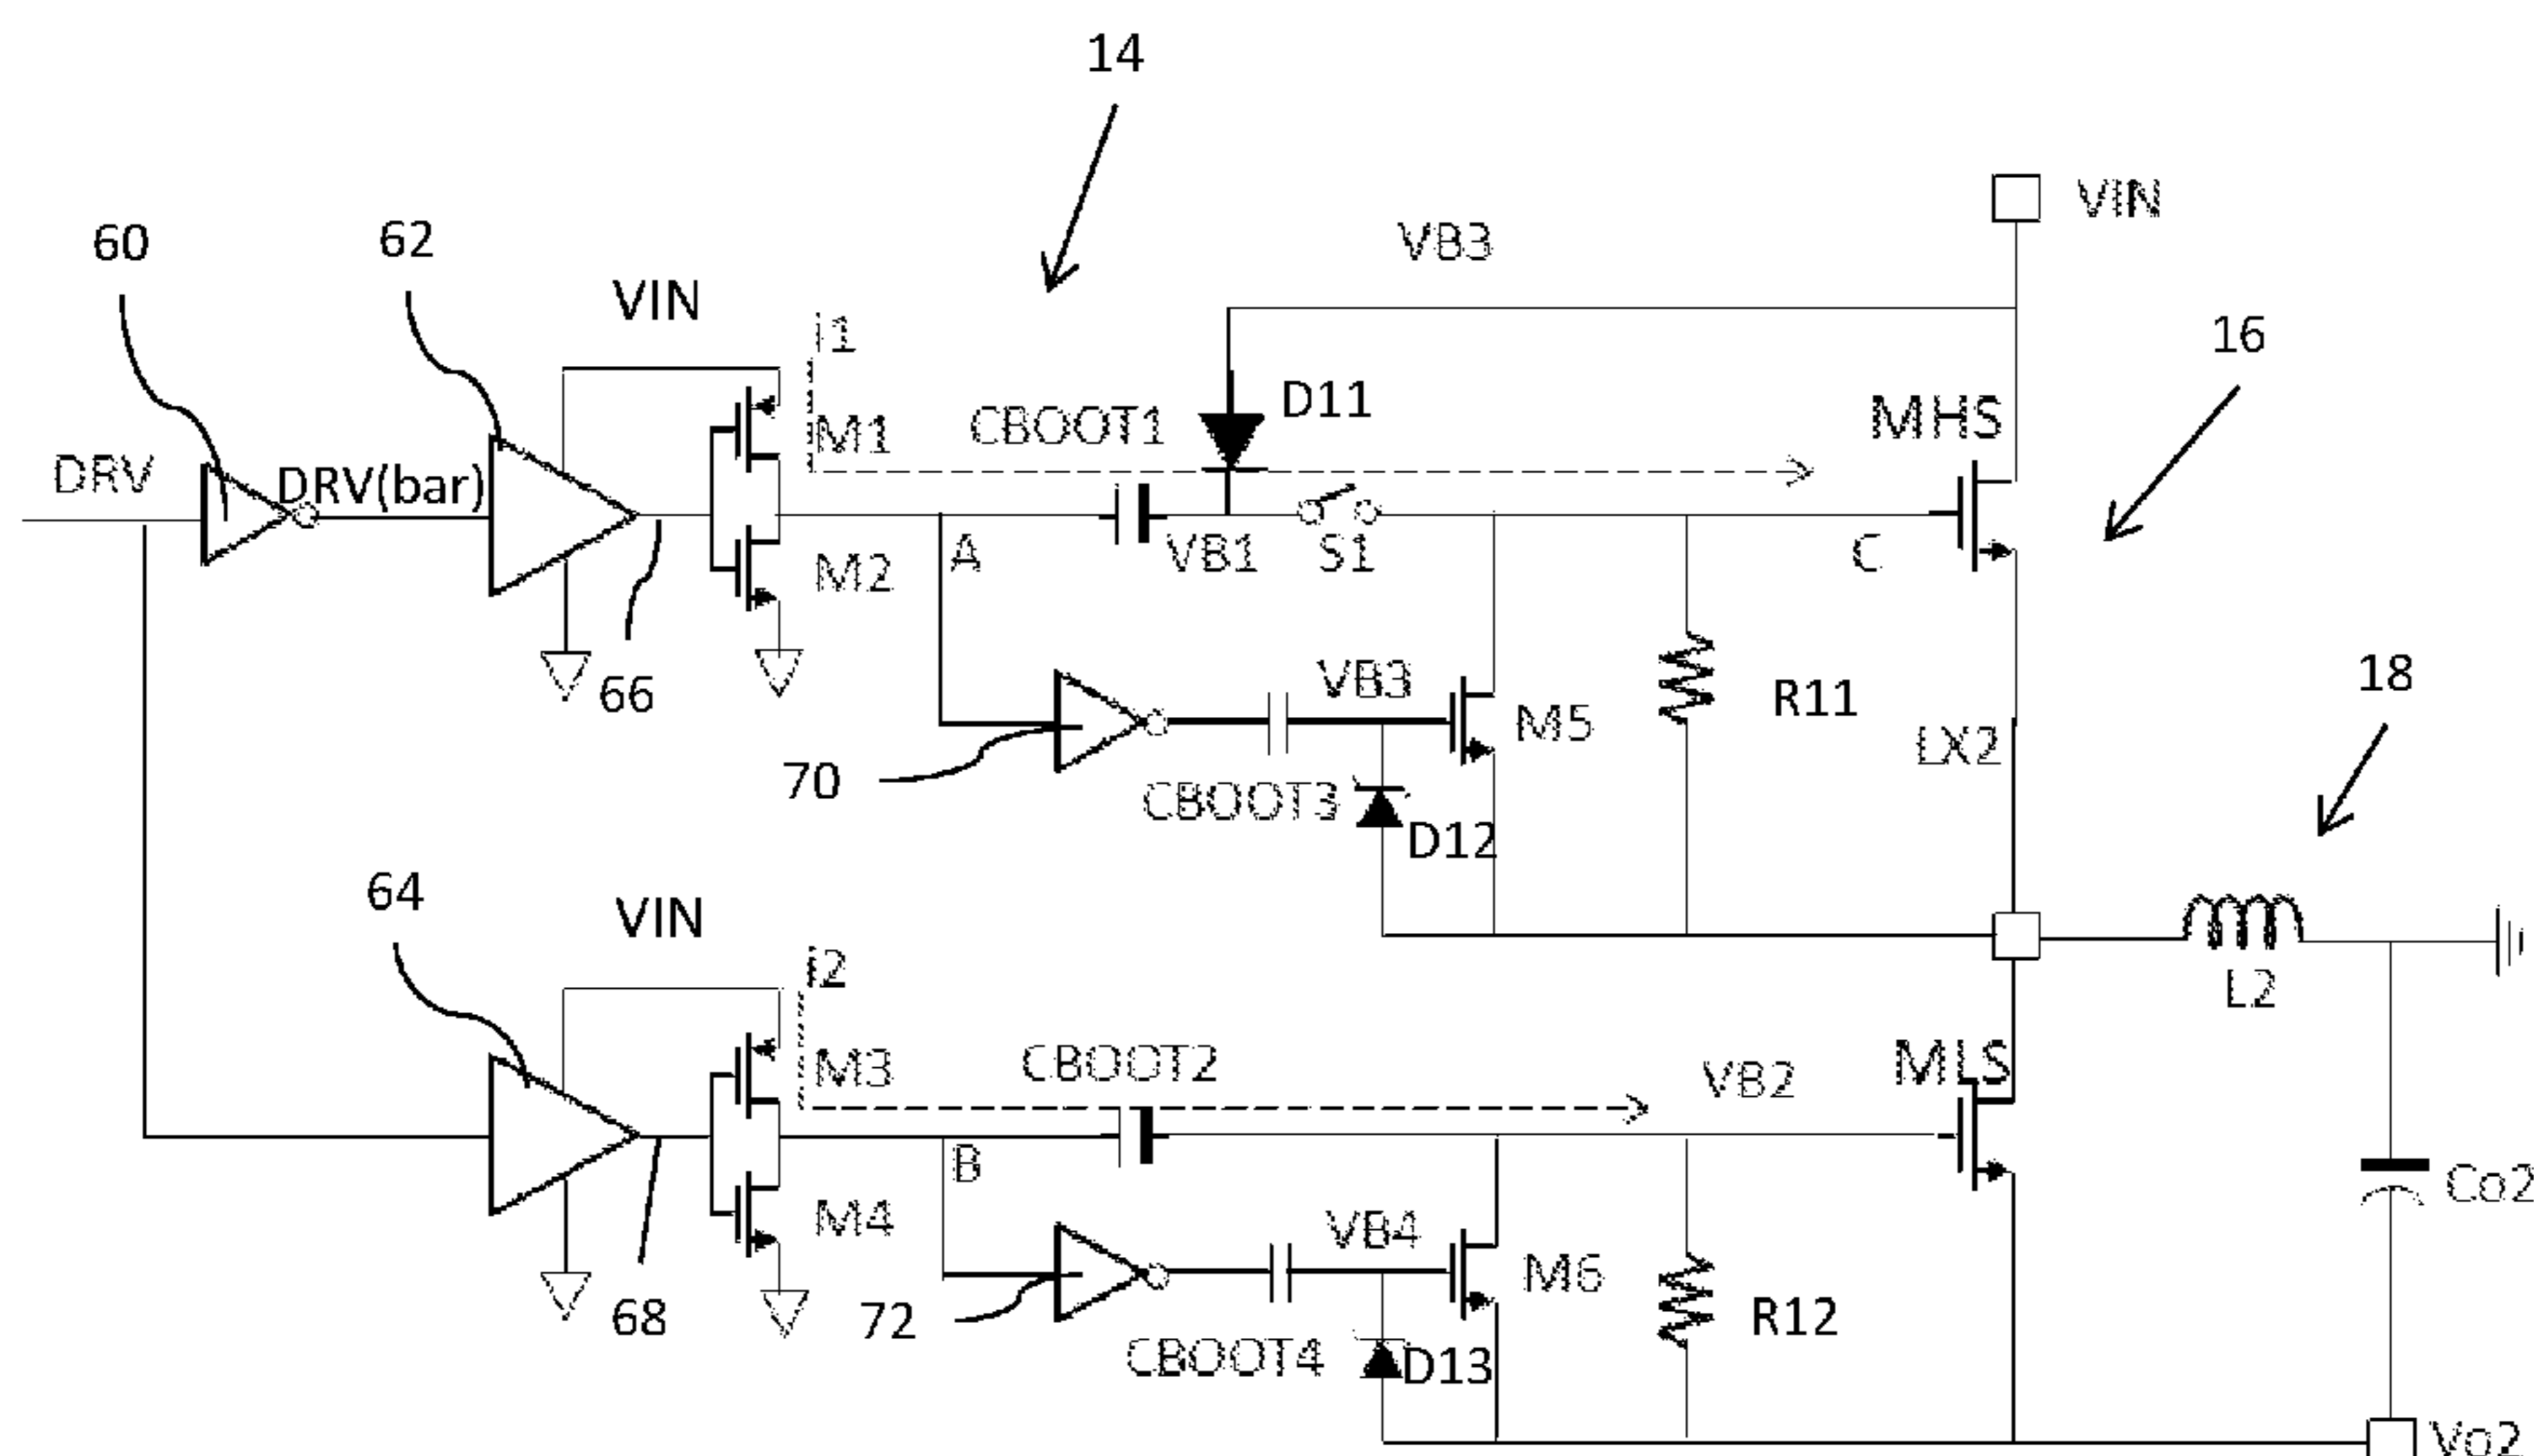 14
VIN
VB3
60
62
VIN
i1
16
D11
MHS
CBOOT1
M1
DRV
DRV(bar)
A
VB1
S1
C
M2
VB3
18
66
R11
M5
LX2
70
CBOOT3
D12
64
VIN
i2
L2
M3
CBOOT2
VB2
MLS
B
Co2
M4
VB4
M6
68
72
R12
CBOOT4
D13
Vo2